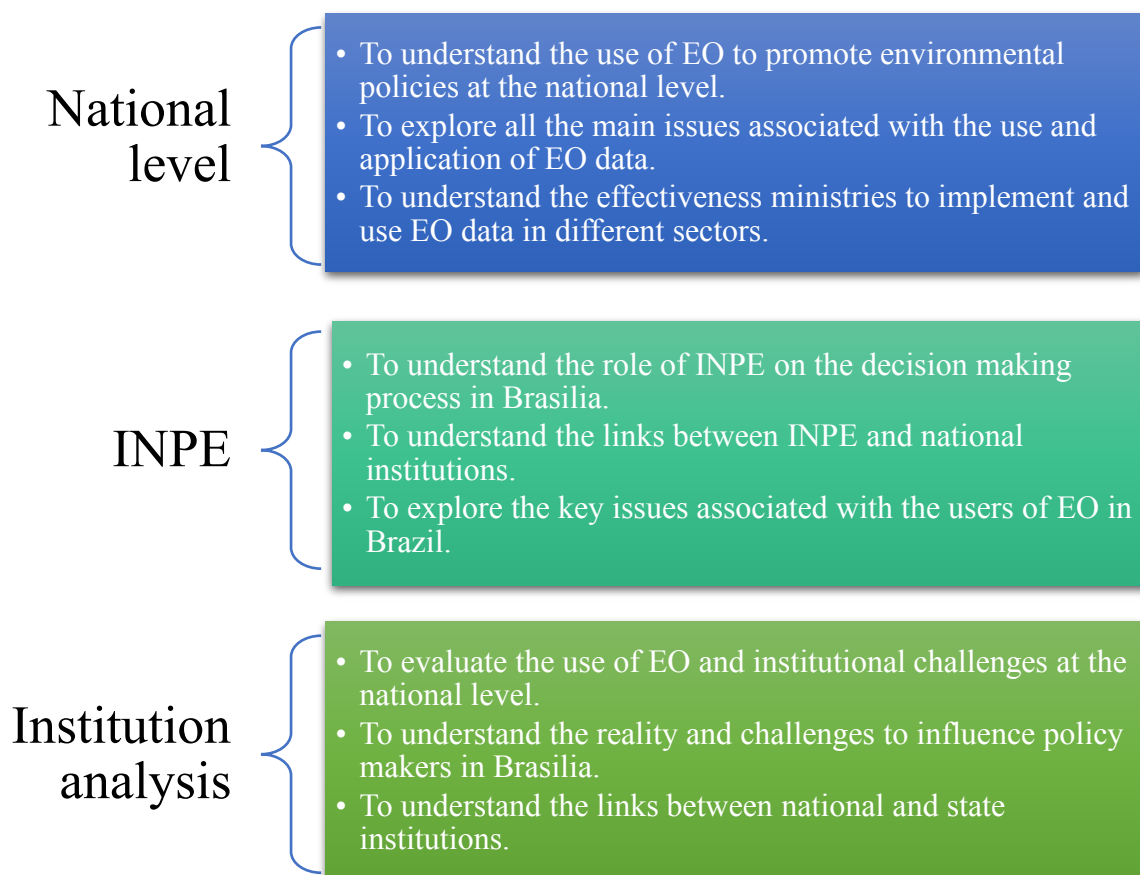 National
level
• To understand the use of EO to promote environmental
policies at the national level.
• To explore all the main issues associated with the use and
application of EO data.
• To understand the effectiveness ministries to implement and
use EO data in different sectors.
INPE
• To understand the role of INPE on the decision making
process in Brasilia.
• To understand the links between INPE and national
institutions.
• To explore the key issues associated with the users of EO in
Brazil.
Institution
analysis
• To evaluate the use of EO and institutional challenges at the
national level.
• To understand the reality and challenges to influence policy
makers in Brasilia.
• To understand the links between national and state
institutions.